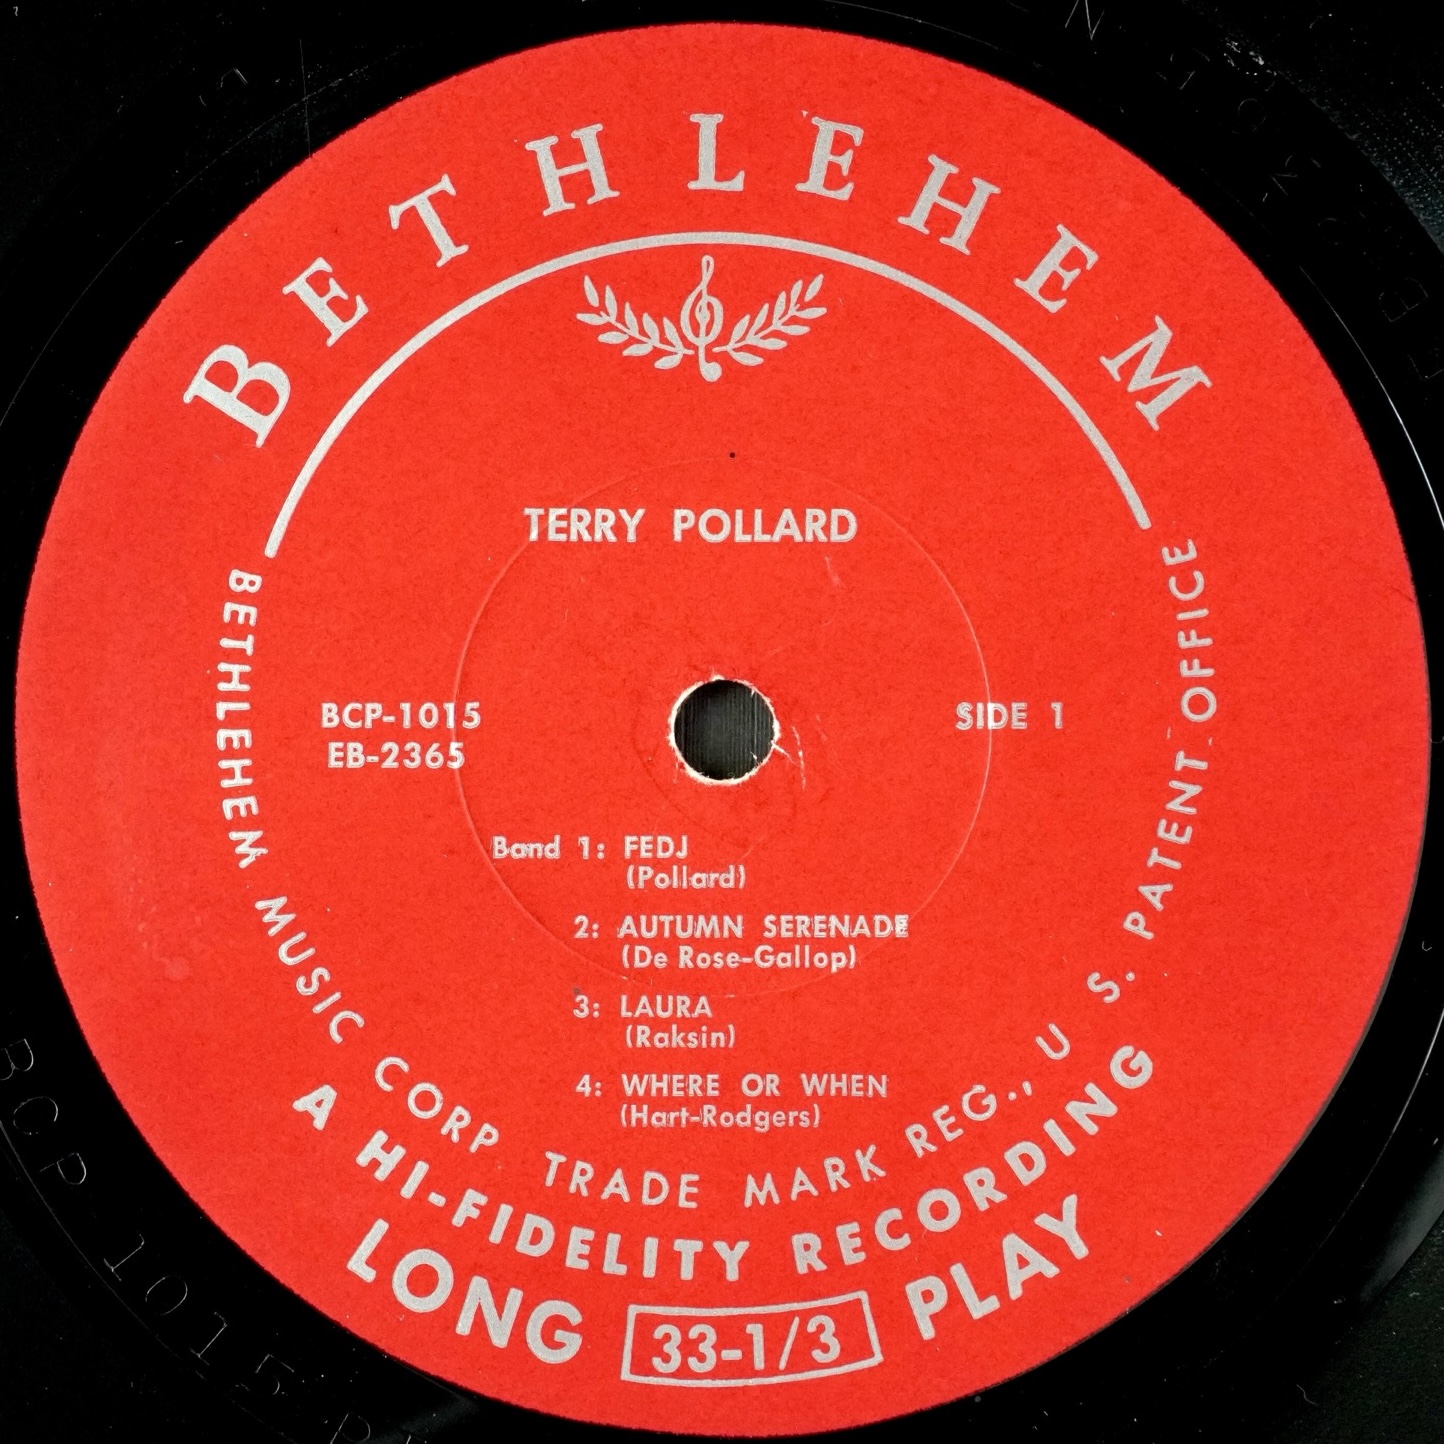 BETHLEHEM
TERRY POLLARD
BCP-1015
EB-2365
SIDE 1
Band 1: FEDJ
(Pollard)
2: AUTUMN SERENADE
(De Rose-Gallop)
3: LAURA
(Raksin)
4: WHERE OR WHEN
(Hart-Rodgers)
BETHLEHEM MUSIC CORP TRADE MARK REG., U S. PATENT OFFICE
A HI-FIDELITY RECORDING
LONG 33-1/3 PLAY
BCP 1015